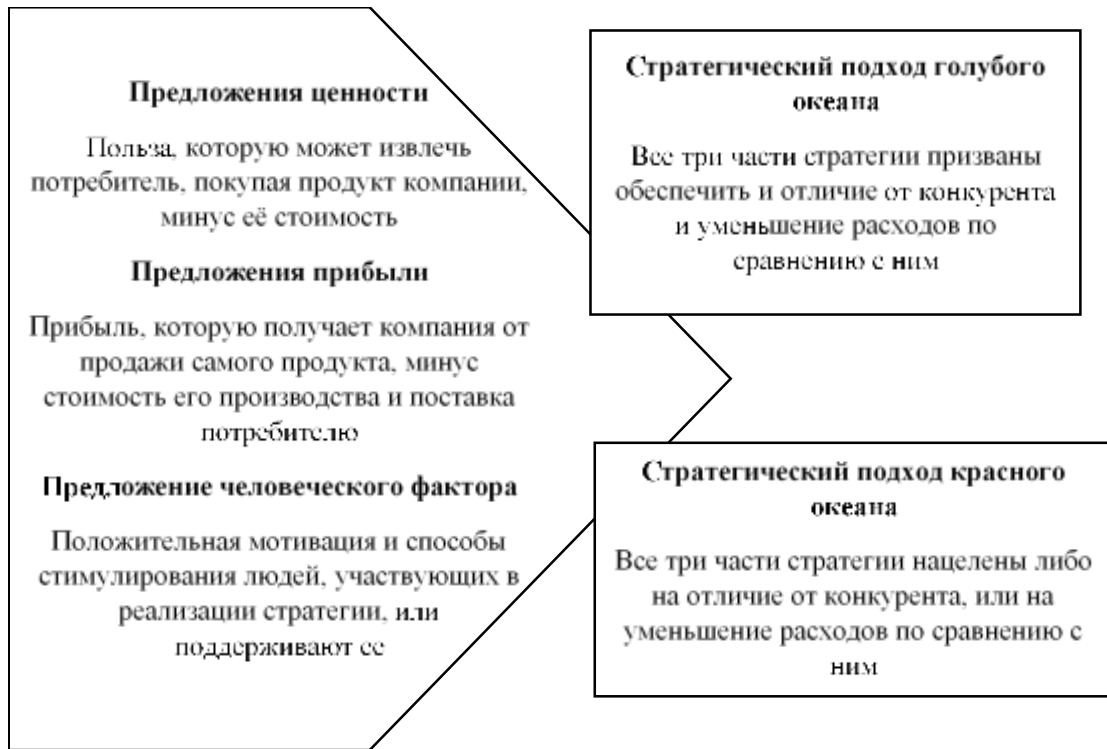 Предложения ценности
Польза, которую может извлечь
потребитель, покупая продукт компании,
минус её стоимость
Предложения прибыли
Прибыль, которую получает компания от
продажи самого продукта, минус
стоимость его производства и поставка
потребителю
Предложение человеческого фактора
Положительная мотивация и способы
стимулирования людей, участвующих в
реализации стратегии, или
поддерживают ее
Стратегический подход голубого
океана
Все три части стратегии призваны
обеспечить и отличие от конкурента
и уменьшение расходов по
сравнению с ним
Стратегический подход красного
океана
Все три части стратегии нацелены либо
на отличие от конкурента, или на
уменьшение расходов по сравнению с
ним